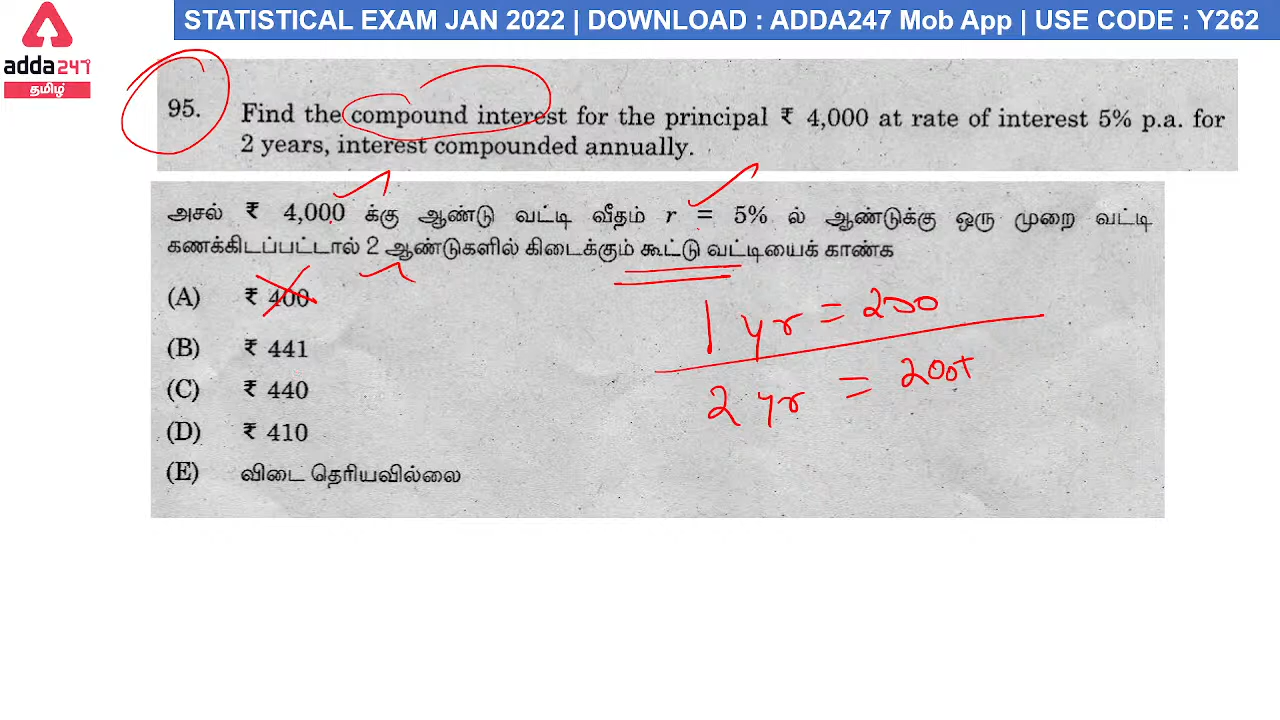 STATISTICAL EXAM JAN 2022 | DOWNLOAD : ADDA247 Mob App | USE CODE : Y262
adda247
தமிழ்
95. Find the compound interest for the principal ₹ 4,000 at rate of interest 5% p.a. for
2 years, interest compounded annually.
அசல் ₹ 4,000 க்கு ஆண்டு வட்டி வீதம் r = 5% ல் ஆண்டுக்கு ஒரு முறை வட்டி
கணக்கிடப்பட்டால் 2 ஆண்டுகளில் கிடைக்கும் கூட்டு வட்டியைக் காண்க
(A) ₹ 400
(B) ₹ 441
(C) ₹ 440
(D) ₹ 410
(E) விடை தெரியவில்லை
1 yr = 200
2 yr = 200+